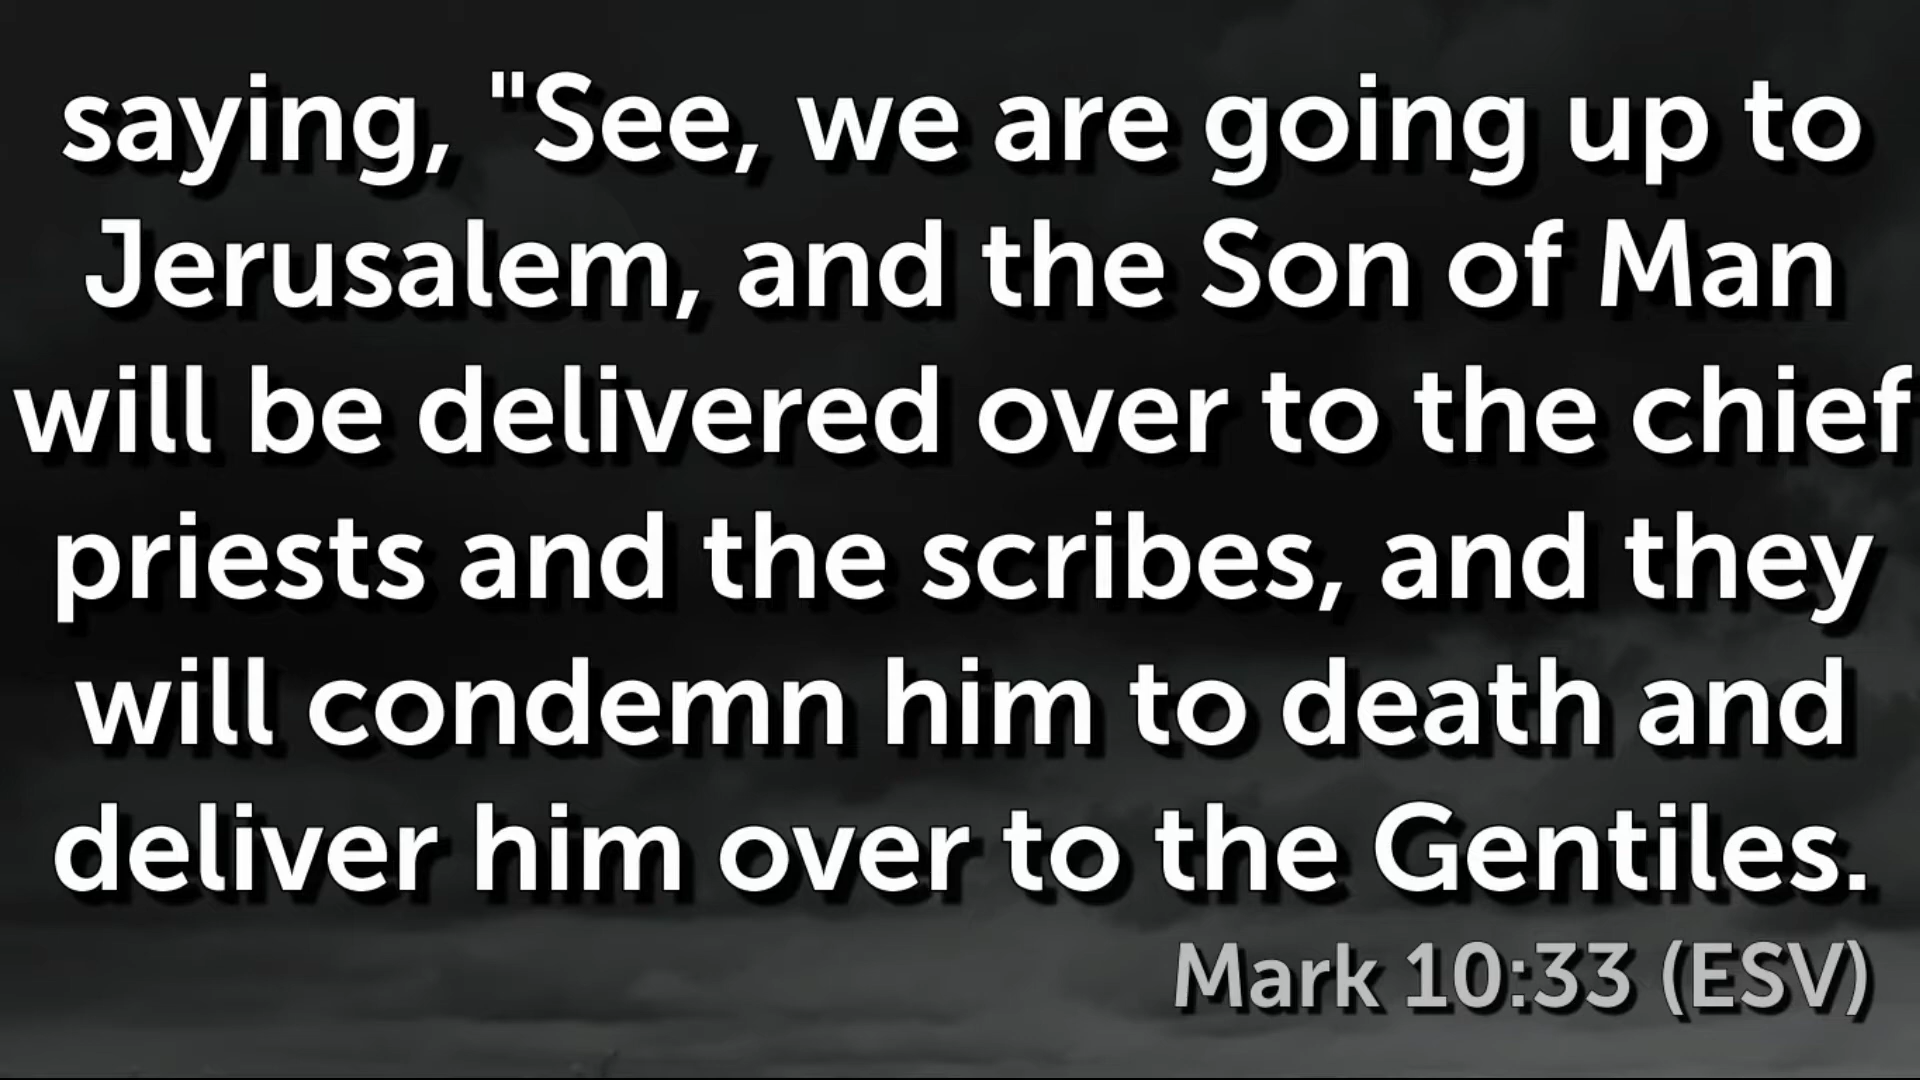 saying, "See, we are going up to
Jerusalem, and the Son of Man
will be delivered over to the chief
priests and the scribes, and they
will condemn him to death and
deliver him over to the Gentiles.
Mark 10:33 (ESV)